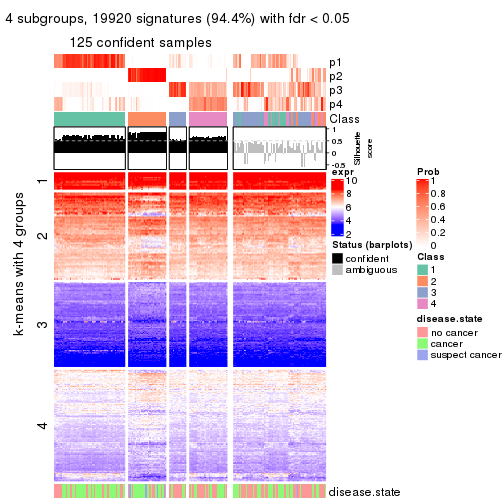 4 subgroups, 19920 signatures (94.4%) with fdr < 0.05
125 confident samples
p1
p2
p3
p4
Class
1
0.5
0
-0.5
Silhouette
score
k-means with 4 groups
1
2
3
4
disease.state
expr
10
8
6
4
2
Status (barplots)
confident
ambiguous
Prob
1
0.8
0.6
0.4
0.2
0
Class
1
2
3
4
disease.state
no cancer
cancer
suspect cancer